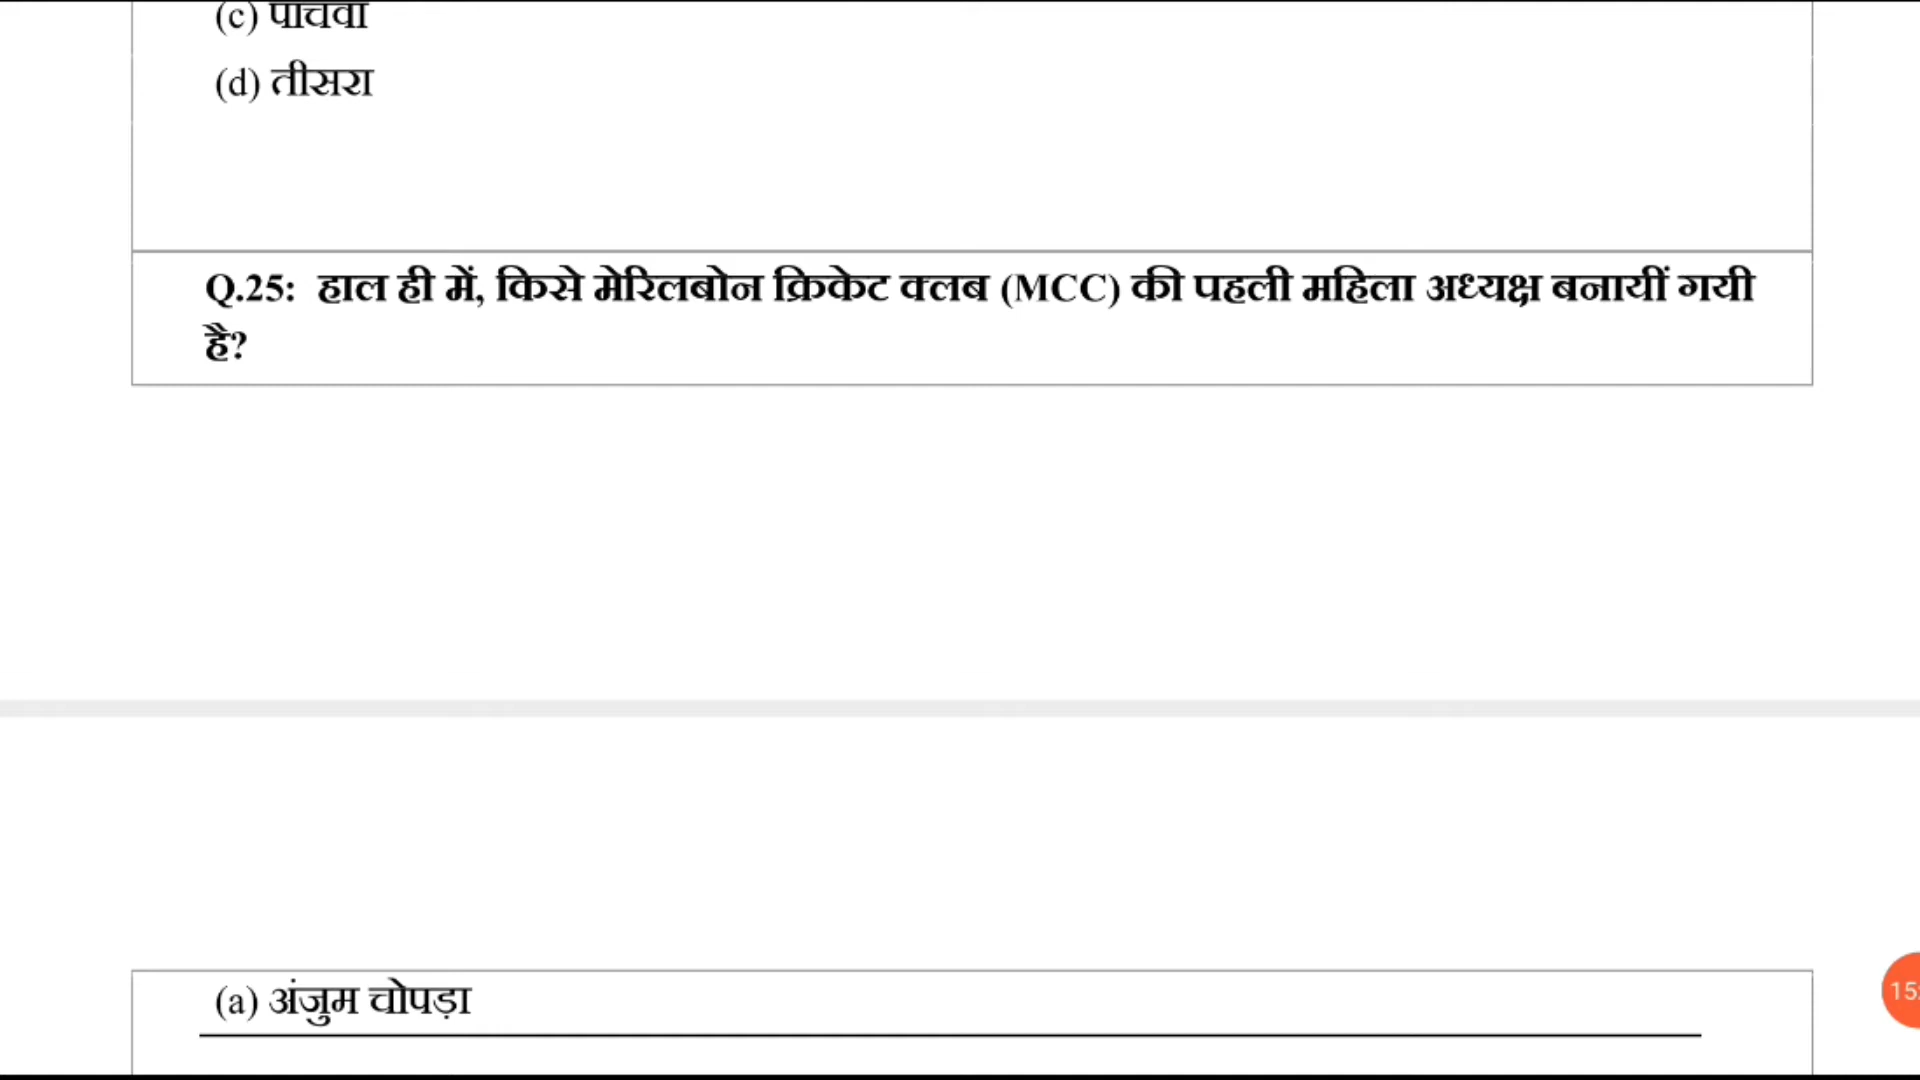 (c) पांचवां
(d) तीसरा
Q.25: हाल ही में, किसे मेरिलबोन क्रिकेट क्लब (MCC) की पहली महिला अध्यक्ष बनायीं गयी
है?
(a) अंजुम चोपड़ा